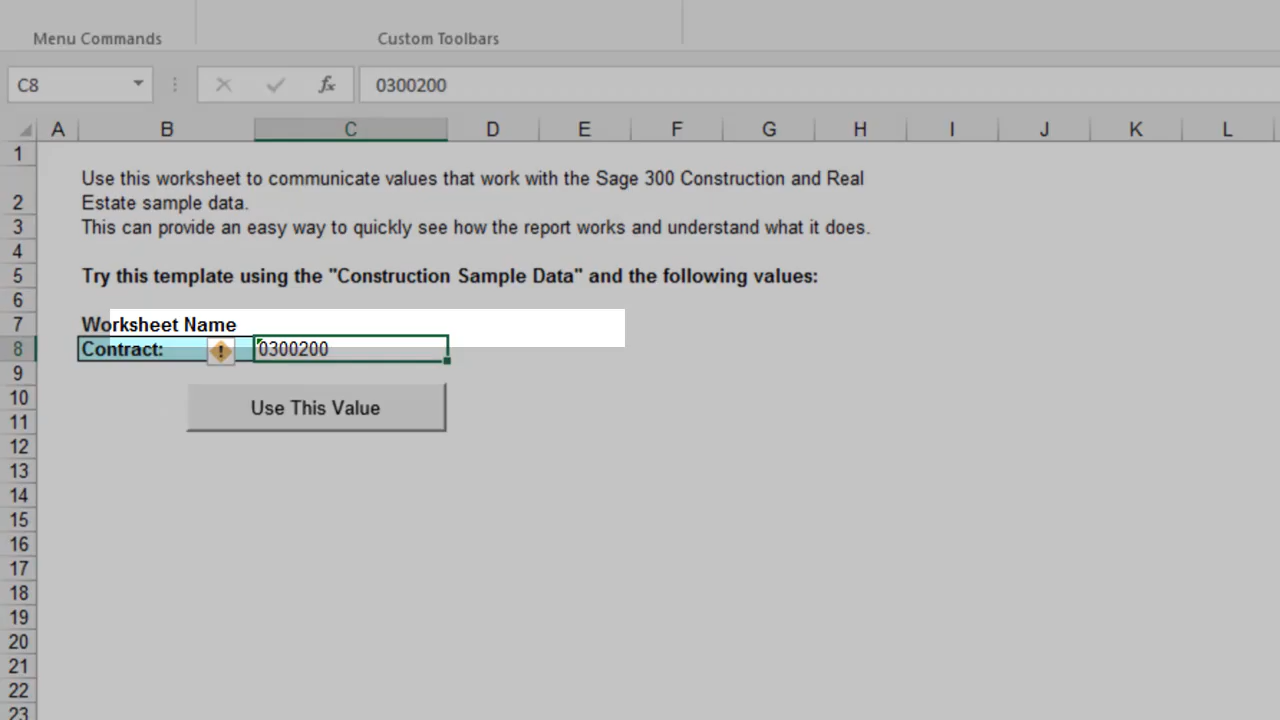 Menu Commands Custom Toolbars
C8 fx 0300200
A B C D E F G H I J K L
1
Use this worksheet to communicate values that work with the Sage 300 Construction and Real
2 Estate sample data.
3 This can provide an easy way to quickly see how the report works and understand what it does.
4
5 Try this template using the "Construction Sample Data" and the following values:
6
7 Worksheet Name
8 Contract: ! 0300200
9
10 Use This Value
11
12
13
14
15
16
17
18
19
20
21
22
23